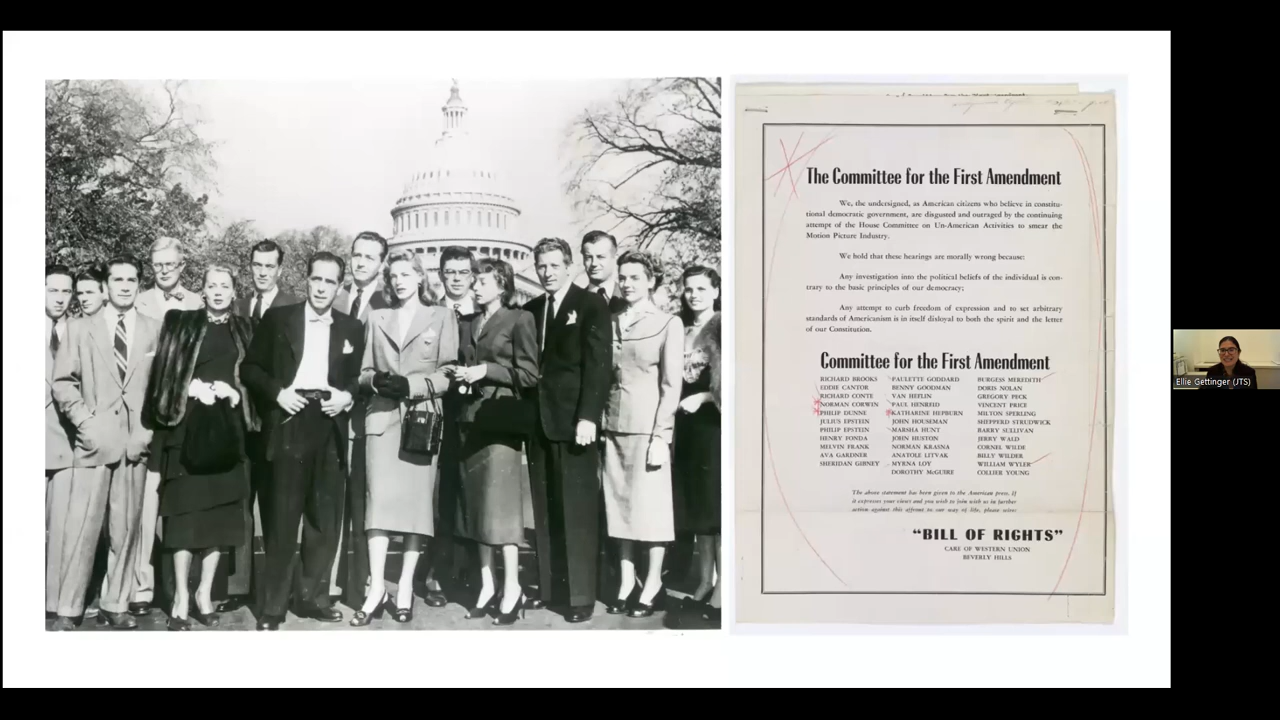 The Committee for the First Amendment
We, the undersigned, as American citizens who believe in constitu-
tional democratic government, are disgusted and outraged by the continuing
attempt of the House Committee on Un-American Activities to smear the
Motion Picture Industry.
We hold that these hearings are morally wrong because:
Any investigation into the political beliefs of the individual is con-
trary to the basic principles of our democracy;
Any attempt to curb freedom of expression and to set arbitrary
standards of Americanism is in itself disloyal to both the spirit and the letter
of our Constitution.
Committee for the First Amendment
RICHARD BROOKS
EDDIE CANTOR
RICHARD CONTE
NORMAN CORWIN
PHILIP DUNNE
JULIUS EPSTEIN
PHILIP EPSTEIN
HENRY FONDA
MELVIN FRANK
AVA GARDNER
SHERIDAN GIBNEY
PAULETTE GODDARD
BENNY GOODMAN
VAN HEFLIN
PAUL HENREID
KATHARINE HEPBURN
JOHN HOUSEMAN
MARSHA HUNT
JOHN HUSTON
NORMAN KRASNA
ANATOLE LITVAK
MYRNA LOY
DOROTHY McGUIRE
BURGESS MEREDITH
DORIS NOLAN
GREGORY PECK
VINCENT PRICE
MILTON SPERLING
SHEPPERD STRUDWICK
BARRY SULLIVAN
JERRY WALD
CORNEL WILDE
BILLY WILDER
WILLIAM WYLER
COLLIER YOUNG
The above statement has been given to the American press. If
it expresses your views and you wish to join with us in further
action against this affront to our way of life, please wire:
"BILL OF RIGHTS"
CARE OF WESTERN UNION
BEVERLY HILLS
Ellie Gettinger (JTS)